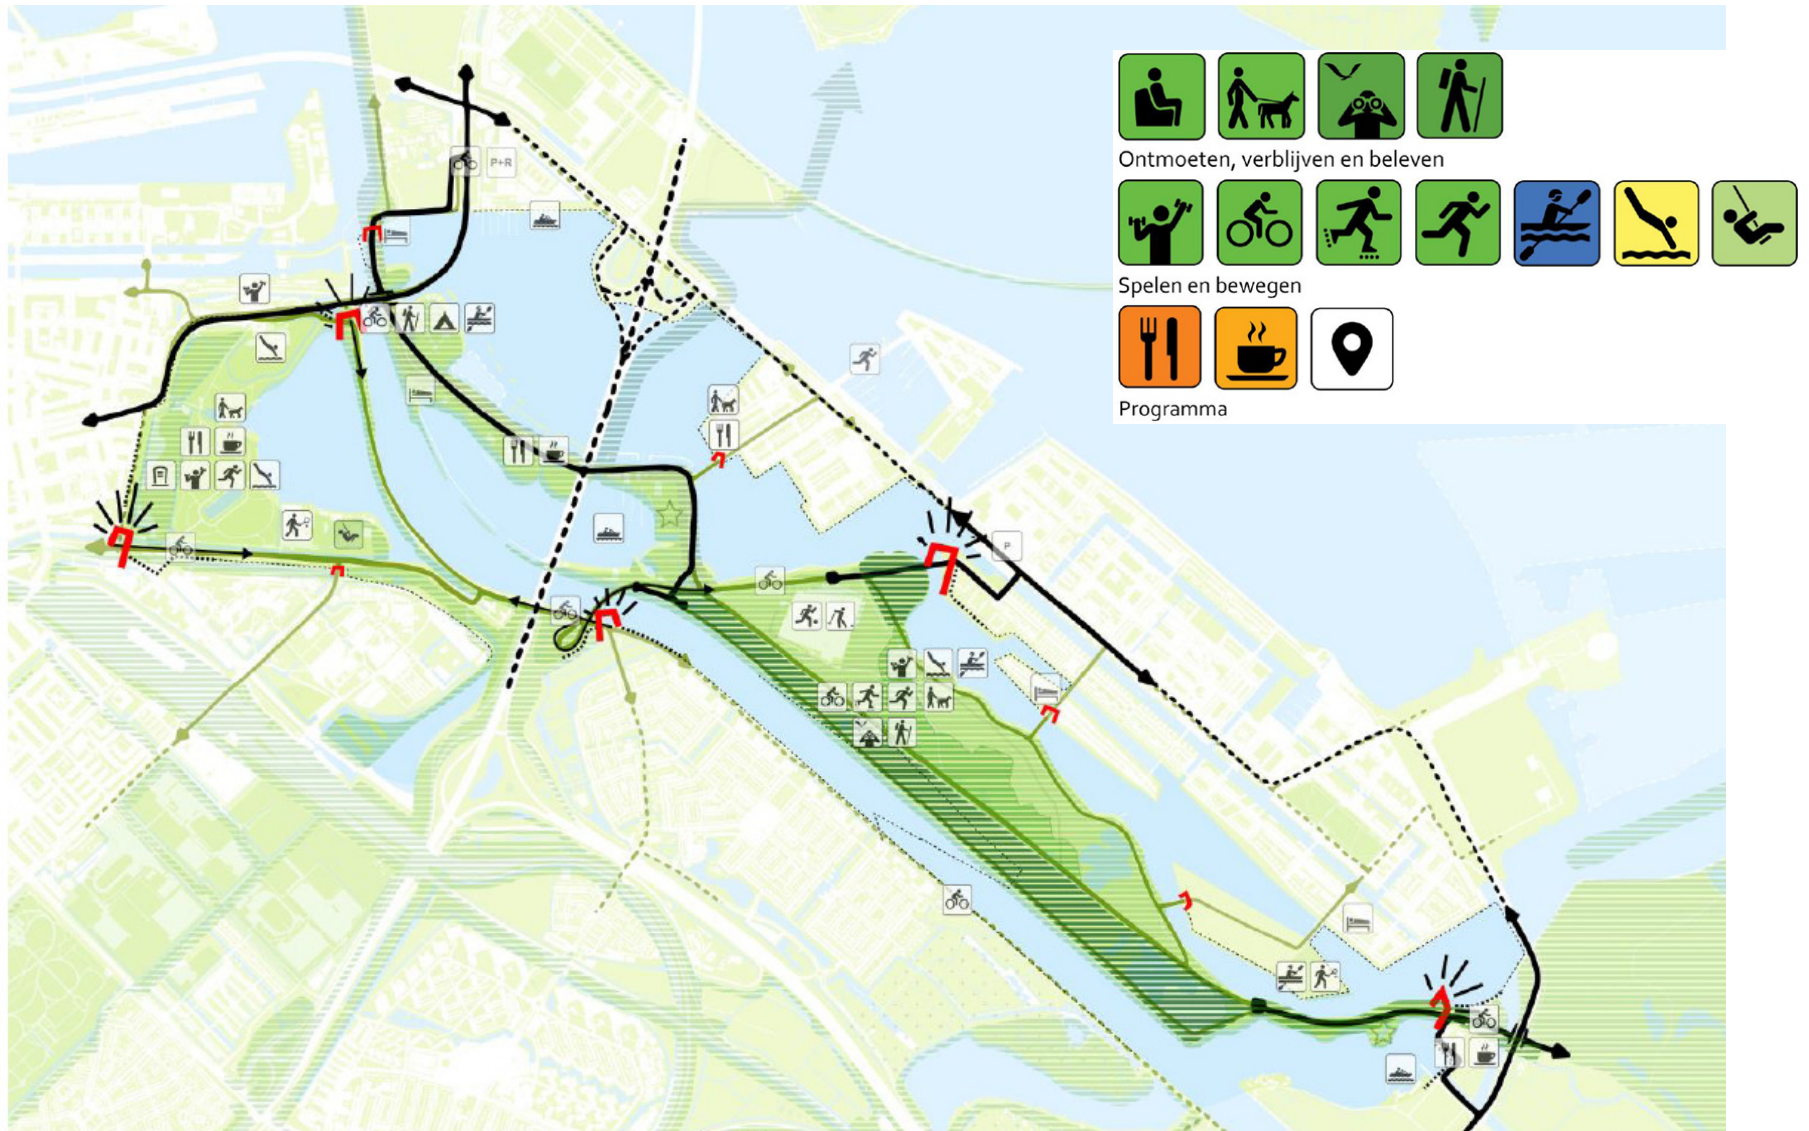 Ontmoeten, verblijven en beleven
Spelen en bewegen
Programma
P+R
P